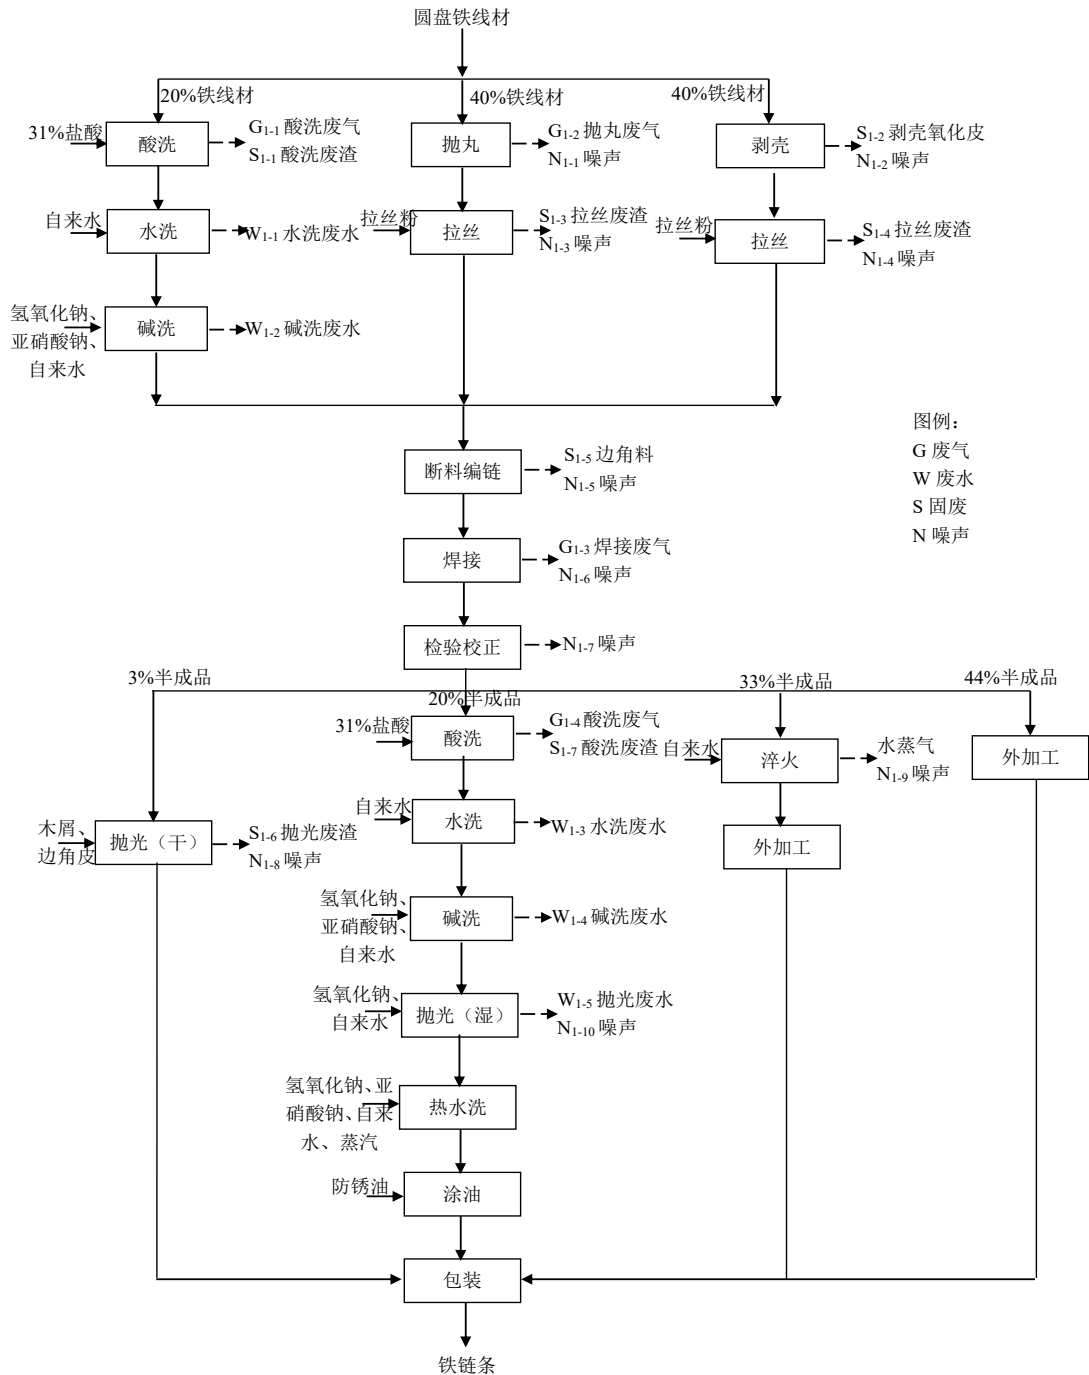 圆盘铁线材
20%铁线材
40%铁线材
40%铁线材
31%盐酸
酸洗
G1-1 酸洗废气
S1-1 酸洗废渣
抛丸
G1-2 抛丸废气
N1-1 噪声
剥壳
S1-2 剥壳氧化皮
N1-2 噪声
自来水
水洗
W1-1 水洗废水
拉丝粉
拉丝
S1-3 拉丝废渣
N1-3 噪声
拉丝粉
拉丝
S1-4 拉丝废渣
N1-4 噪声
氢氧化钠、
亚硝酸钠、
自来水
碱洗
W1-2 碱洗废水
图例：
G 废气
W 废水
S 固废
N 噪声
断料编链
S1-5 边角料
N1-5 噪声
焊接
G1-3 焊接废气
N1-6 噪声
检验校正
N1-7 噪声
3%半成品
20%半成品
33%半成品
44%半成品
31%盐酸
酸洗
G1-4 酸洗废气
S1-7 酸洗废渣
自来水
淬火
水蒸气
N1-9 噪声
外加工
木屑、
边角皮
抛光（干）
S1-6 抛光废渣
N1-8 噪声
自来水
水洗
W1-3 水洗废水
外加工
氢氧化钠、
亚硝酸钠、
自来水
碱洗
W1-4 碱洗废水
氢氧化钠、
自来水
抛光（湿）
W1-5 抛光废水
N1-10 噪声
氢氧化钠、亚
硝酸钠、自来
水、蒸汽
热水洗
防锈油
涂油
包装
铁链条